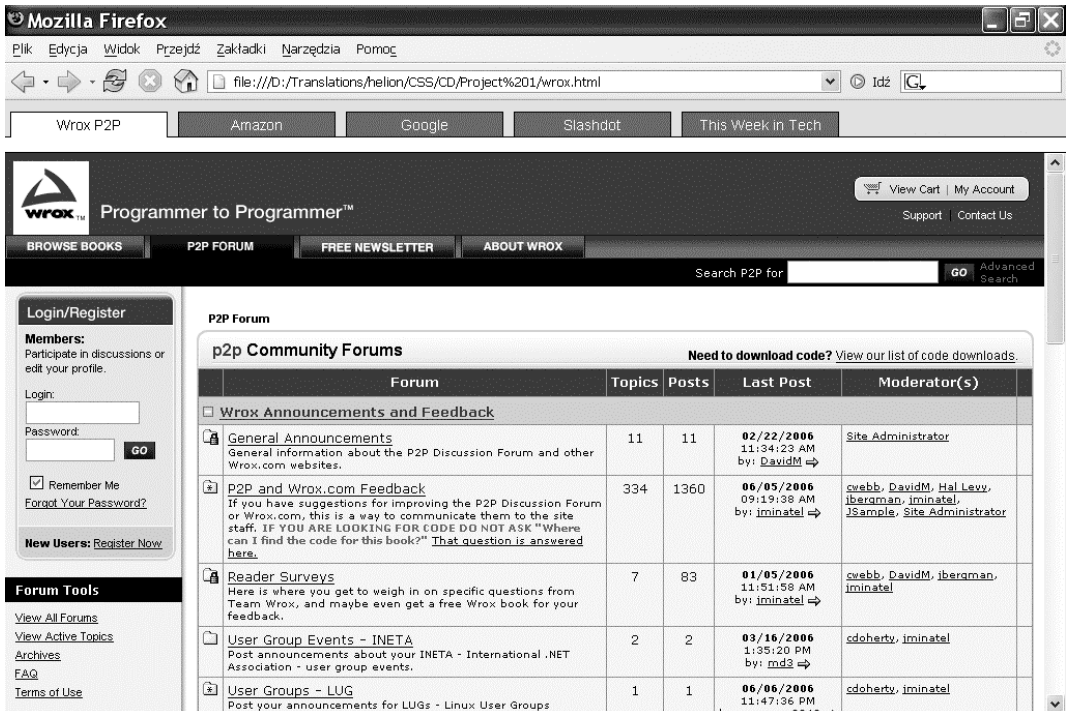 Mozilla Firefox
Plik Edycja Widok Przejdź Zakładki Narzędzia Pomoc
file:///D:/Translations/helion/CSS/CD/Project%201/wrox.html Idź G
Wrox P2P Amazon Google Slashdot This Week in Tech
wrox™ Programmer to Programmer™
View Cart | My Account
Support | Contact Us
BROWSE BOOKS P2P FORUM FREE NEWSLETTER ABOUT WROX
Search P2P for GO Advanced Search
Login/Register
Members:
Participate in discussions or
edit your profile.
Login:
Password:
GO
Remember Me
Forgot Your Password?
New Users: Register Now
Forum Tools
View All Forums
View Active Topics
Archives
FAQ
Terms of Use
P2P Forum
p2p Community Forums
Need to download code? View our list of code downloads.
Forum Topics Posts Last Post Moderator(s)
Wrox Announcements and Feedback
General Announcements
General information about the P2P Discussion Forum and other
Wrox.com websites.
11 11
02/22/2006
11:34:23 AM
by: DavidM
Site Administrator
P2P and Wrox.com Feedback
If you have suggestions for improving the P2P Discussion Forum
or Wrox.com, this is a way to communicate them to the site
staff. IF YOU ARE LOOKING FOR CODE DO NOT ASK "Where
can I find the code for this book?" That question is answered
here.
334 1360
06/05/2006
09:19:38 AM
by: jminatel
cwebb, DavidM, Hal Levy,
jbergman, jminatel,
JSample, Site Administrator
Reader Surveys
Here is where you get to weigh in on specific questions from
Team Wrox, and maybe even get a free Wrox book for your
feedback.
7 83
01/05/2006
11:51:58 AM
by: jminatel
cwebb, DavidM, jbergman,
jminatel
User Group Events - INETA
Post announcements about your INETA - International .NET
Association - user group events.
2 2
03/16/2006
1:35:20 PM
by: md3
cdoherty, jminatel
User Groups - LUG
Post your announcements for LUGs - Linux User Groups
1 1
06/06/2006
11:47:36 PM
cdoherty, jminatel